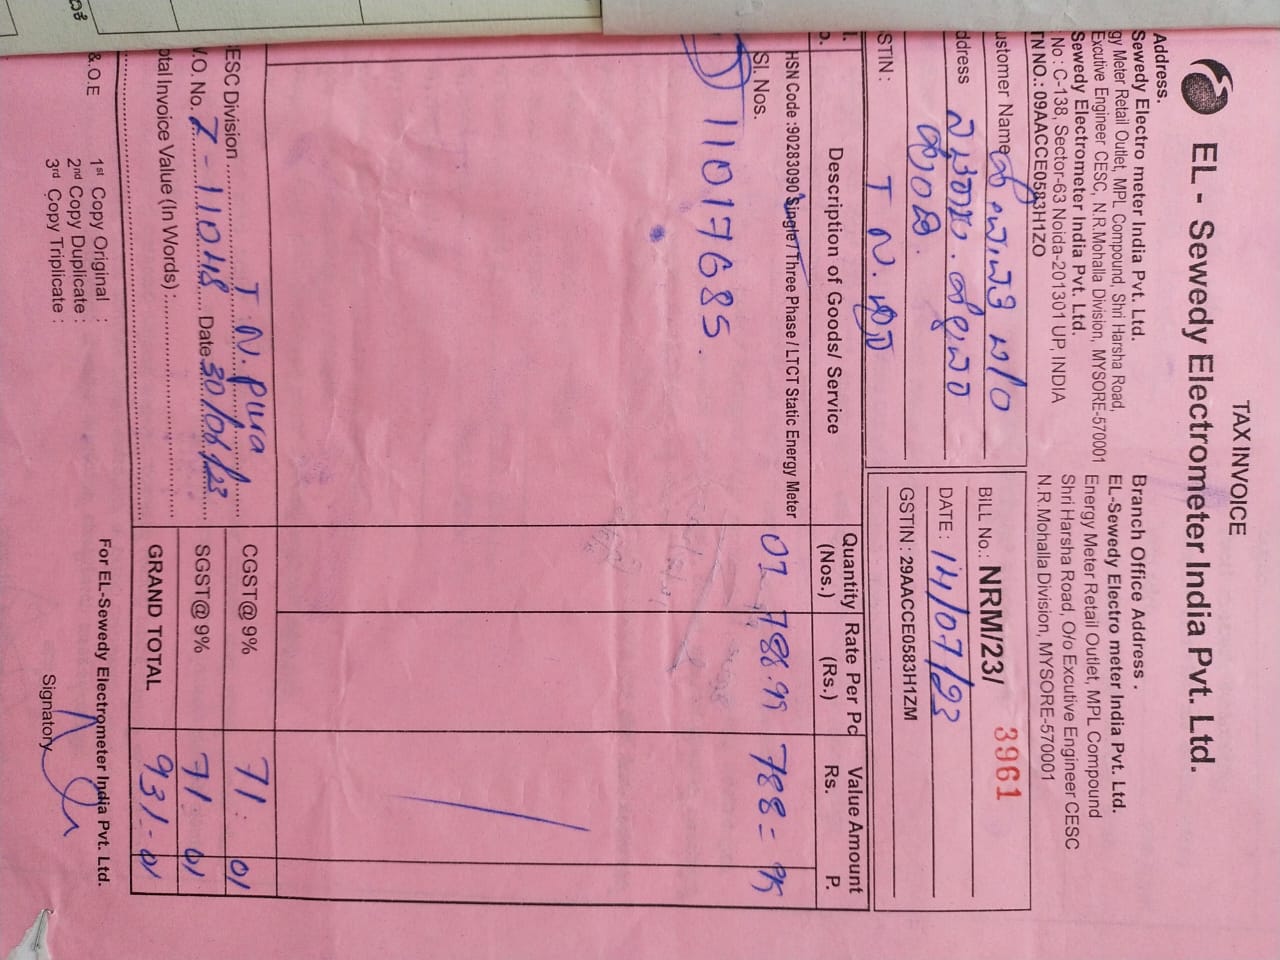 TAX INVOICE
EL - Sewedy Electrometer India Pvt. Ltd.
Address.
Sewedy Electro meter India Pvt. Ltd.
gy Meter Retail Outlet, MPL Compound, Shri Harsha Road,
Excutive Engineer CESC, N.R.Mohalla Division, MYSORE-570001
Sewedy Electrometer India Pvt. Ltd.
No : C-138, Sector-63 Noida-201301 UP, INDIA
TN NO.: 09AACCE0583H1ZO
Branch Office Address .
EL-Sewedy Electro meter India Pvt. Ltd.
Energy Meter Retail Outlet, MPL Compound
Shri Harsha Road, O/o Excutive Engineer CESC
N.R.Mohalla Division, MYSORE-570001
ustomer Name
ddress
T N.
STIN :
BILL No.: NRM/23/ 3961
DATE: 14/07/23
GSTIN : 29AACCE0583H1ZM
Description of Goods/ Service
Quantity (Nos.)
Rate Per Pc (Rs.)
Value Amount
Rs. P.
HSN Code :90283090 Single / Three Phase / LTCT Static Energy Meter
Sl. Nos.
01 788.99 788=
1) 11017685.
ESC Division T N. pura
V.O. No. 7-11048 Date 30/06/23
otal Invoice Value (In Words) :
CGST@9% 71. 01
SGST@9% 71. 01
GRAND TOTAL 931-01
&.O.E
1st Copy Original :
2nd Copy Duplicate :
3rd Copy Triplicate :
For EL-Sewedy Electrometer India Pvt. Ltd.
Signatory